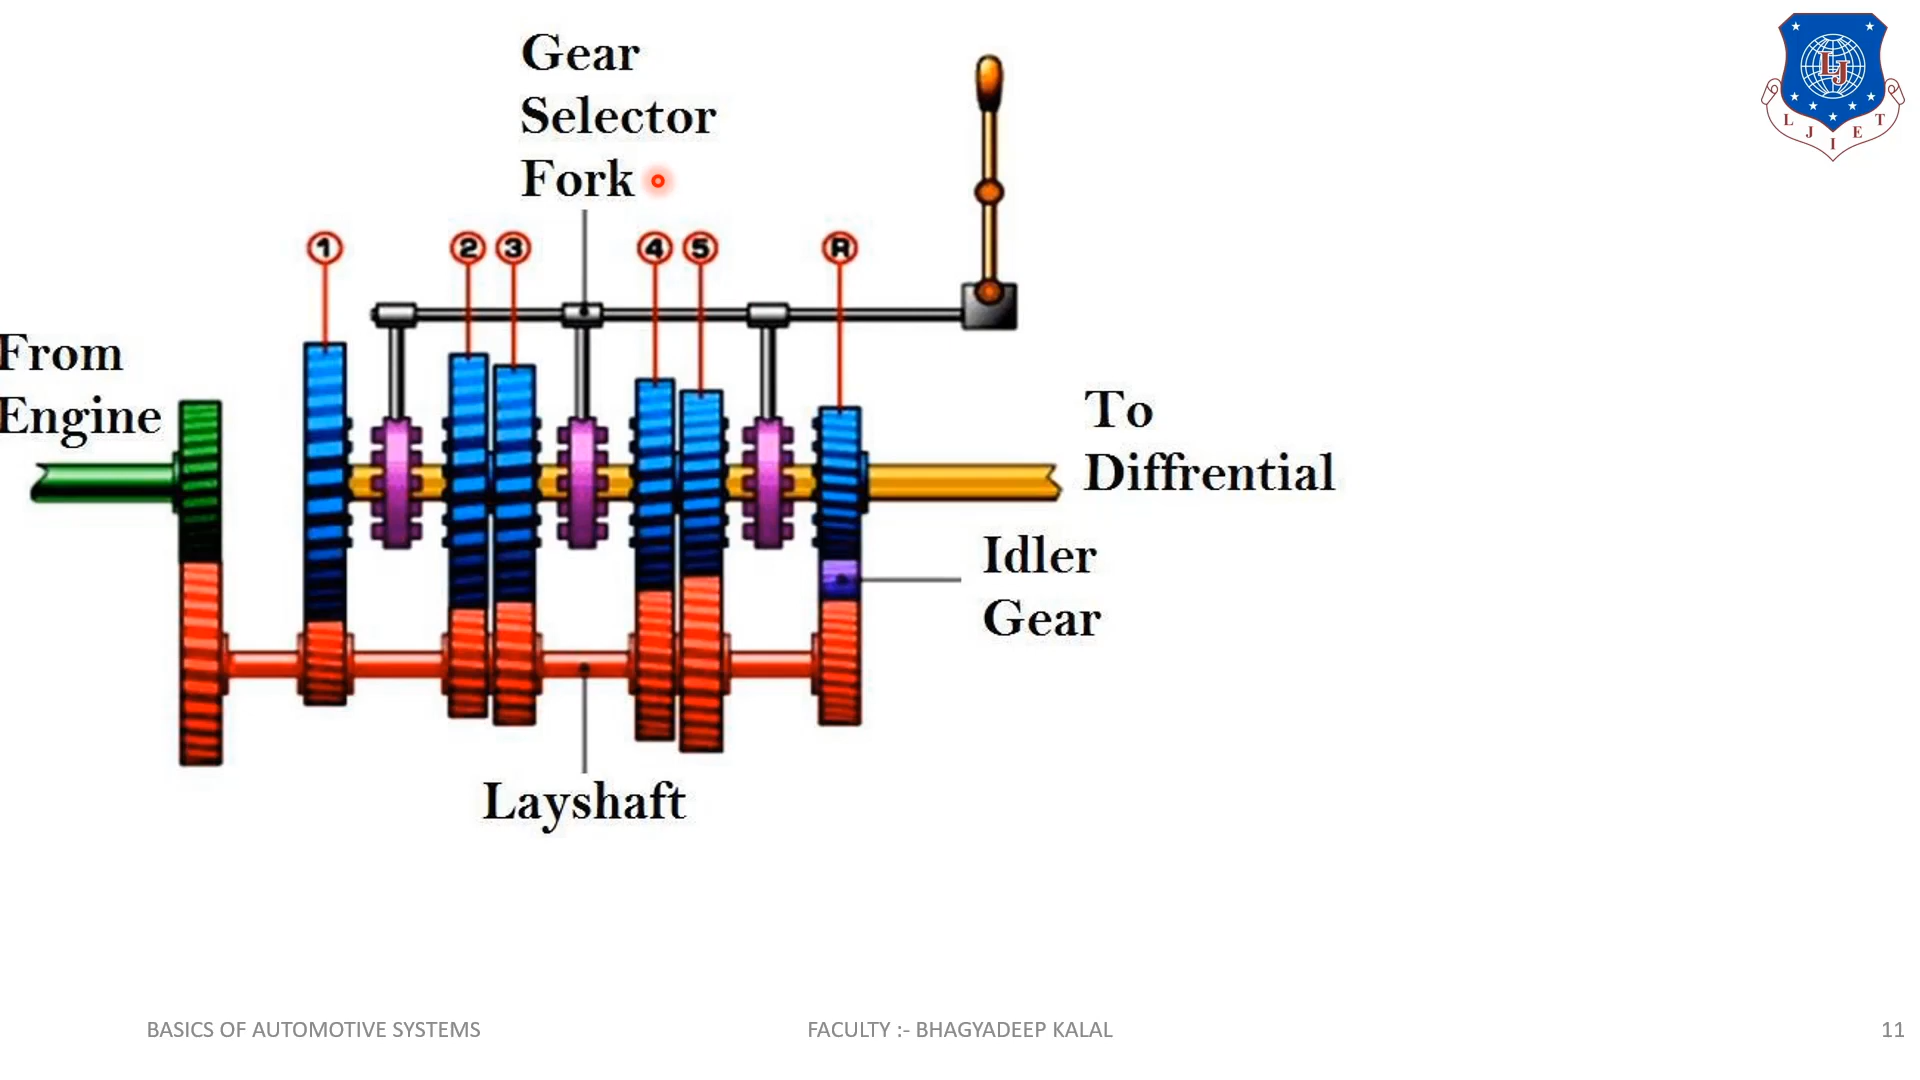 Gear
Selector
Fork
1
2
3
4
5
R
From
Engine
To
Diffrential
Idler
Gear
Layshaft
LJ
L J I E T
BASICS OF AUTOMOTIVE SYSTEMS
FACULTY :- BHAGYADEEP KALAL
11